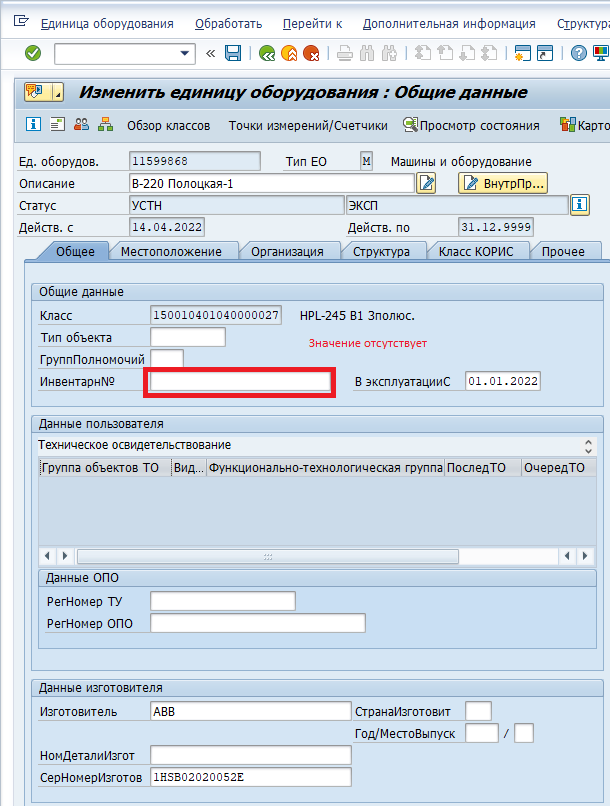 Единица оборудования Обработать Перейти к Дополнительная информация Структура
Изменить единицу оборудования : Общие данные
Обзор классов Точки измерений/Счетчики Просмотр состояния Карто
Ед. оборудов. 11599868 Тип ЕО М Машины и оборудование
Описание В-220 Полоцкая-1 ВнутрПр...
Статус УСТН ЭКСП
Действ. с 14.04.2022 Действ. по 31.12.9999
Общее Местоположение Организация Структура Класс КОРИС Прочее
Общие данные
Класс 150010401040000027 HPL-245 B1 3полюс.
Тип объекта
Значение отсутствует
ГруппПолномочий
Инвентарн№ В эксплуатацииС 01.01.2022
Данные пользователя
Техническое освидетельствование
Группа объектов ТО Вид... Функционально-технологическая группа ПоследТО ОчередТО
Данные ОПО
РегНомер ТУ
РегНомер ОПО
Данные изготовителя
Изготовитель ABB СтранаИзготовит
Год/МестоВыпуск /
НомДеталиИзгот
СерНомерИзготов 1HSB02020052E